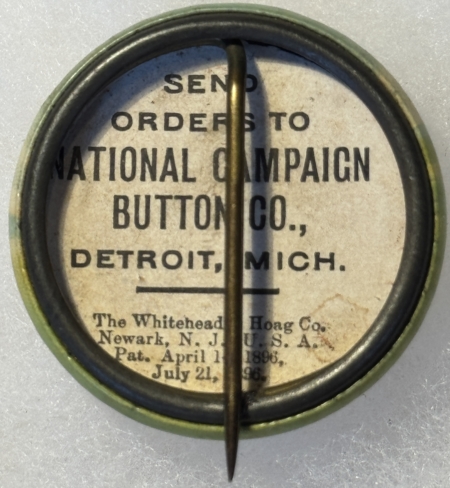 SEND
ORDERS TO
NATIONAL CAMPAIGN
BUTTON CO.,
DETROIT, MICH.
The Whitehead Hoag Co.
Newark, N. J. U. S. A.
Pat. April 1896,
July 21, 96.